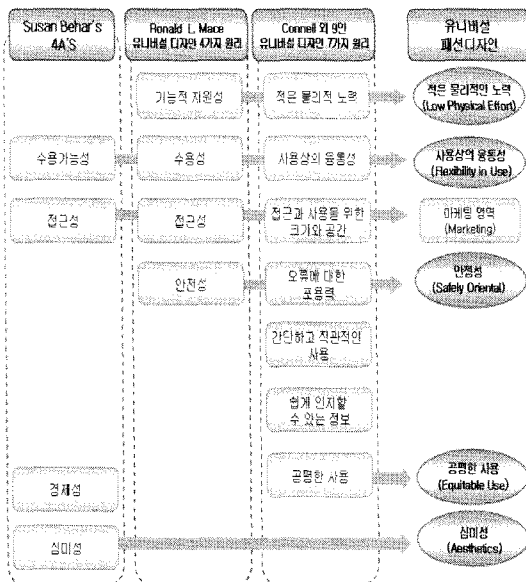 Susan Behar's
4A'S
Ronald L. Mace
유니버설 디자인 4가지 원리
Connell 외 9인
유니버설 디자인 7가지 원리
유니버설
패션디자인
기능적 지원성
적은 물리적 노력
적은 물리적인 노력
(Low Physical Effort)
수용가능성
수용성
사용상의 융통성
사용상의 융통성
(Flexibility in Use)
접근성
접근성
접근과 사용을 위한
크기와 공간
마케팅 영역
(Marketing)
안전성
오류에 대한
포용력
안정성
(Safely Oriental)
간단하고 직관적인
사용
쉽게 인지할
수 있는 정보
경제성
공평한 사용
공평한 사용
(Equitable Use)
심미성
심미성
(Aesthetics)